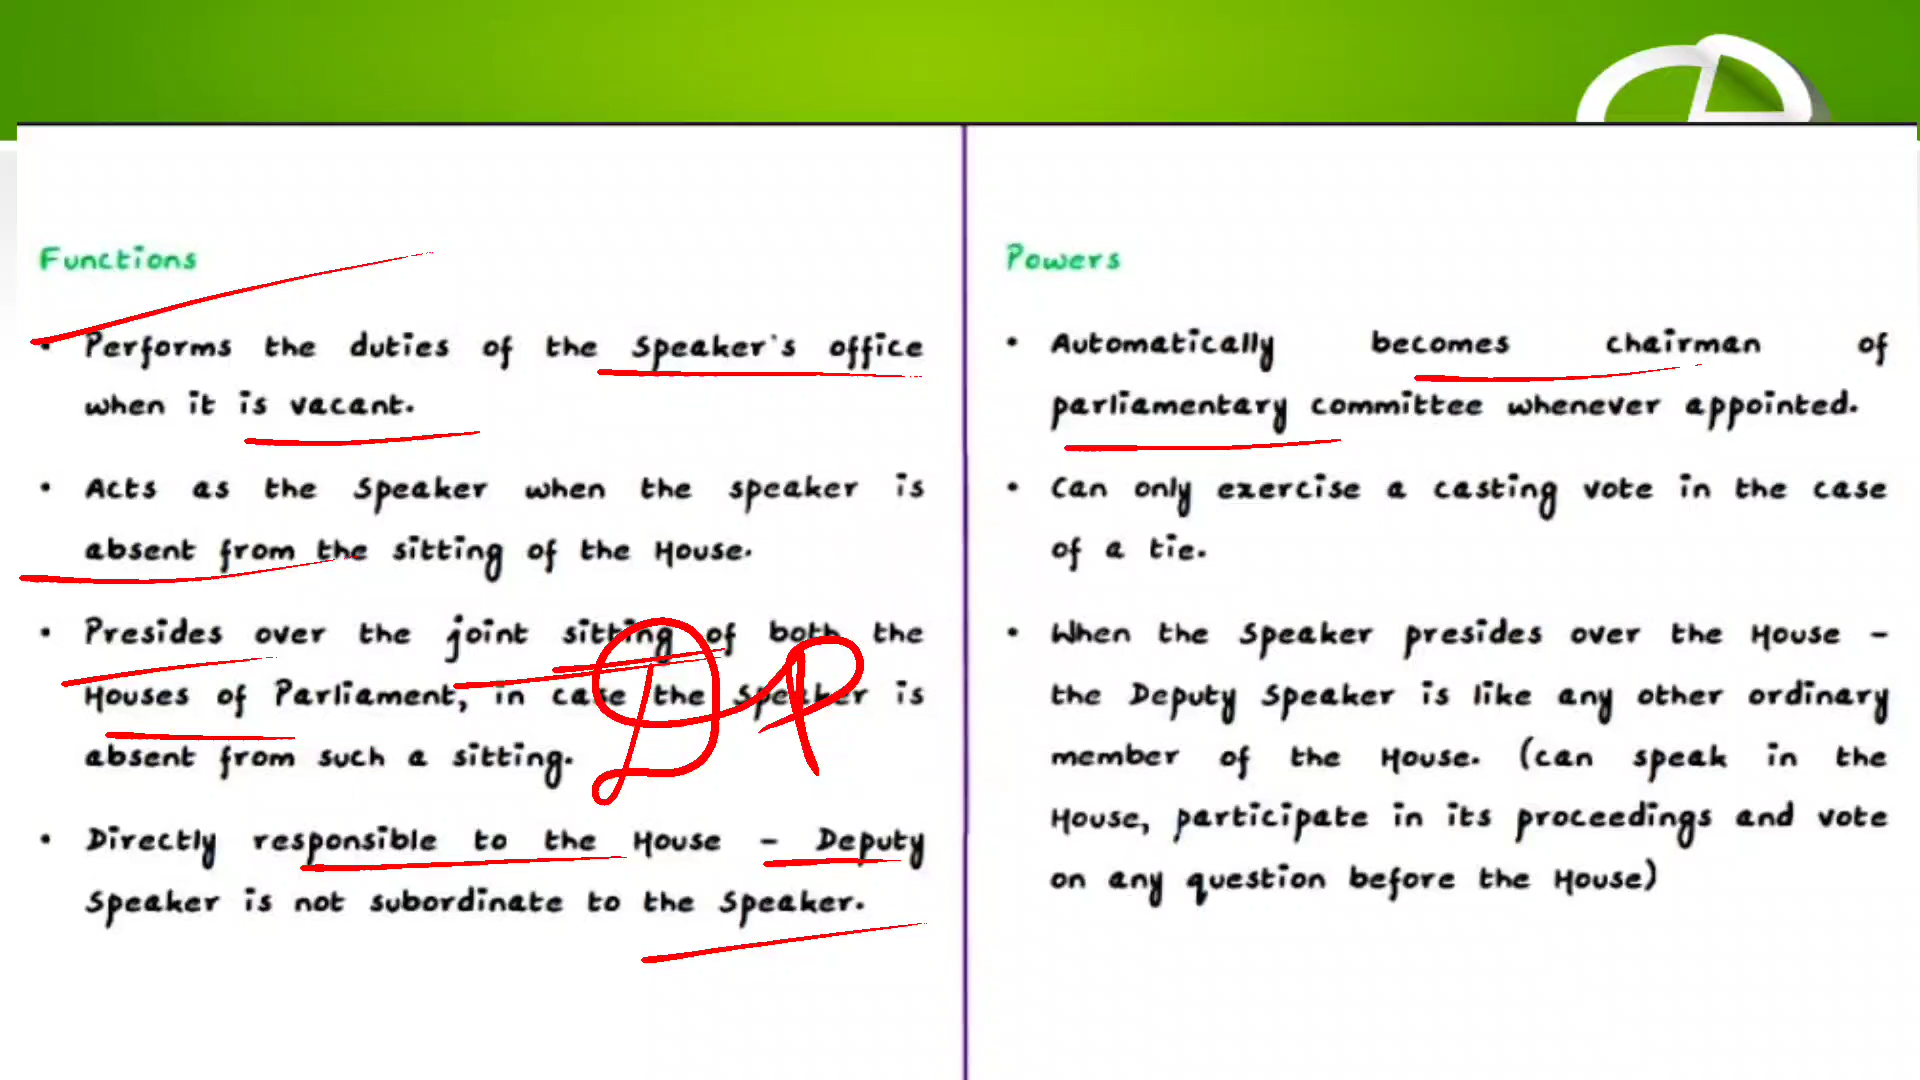 Functions
• Performs the duties of the Speaker's office
when it is vacant.
• Acts as the Speaker when the speaker is
absent from the sitting of the House.
• Presides over the joint sitting of both the
Houses of Parliament, in case the Speaker is
absent from such a sitting.
DP
• Directly responsible to the House - Deputy
Speaker is not subordinate to the Speaker.
Powers
• Automatically becomes chairman of
parliamentary committee whenever appointed.
• Can only exercise a casting vote in the case
of a tie.
• When the Speaker presides over the House -
the Deputy Speaker is like any other ordinary
member of the House. (can speak in the
House, participate in its proceedings and vote
on any question before the House)